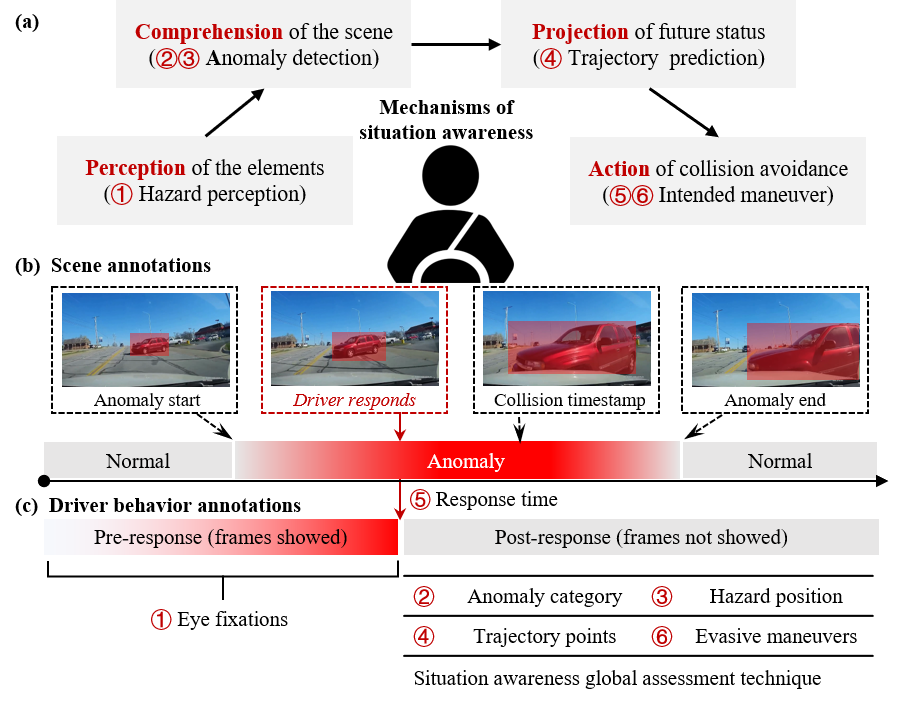 (a)
Comprehension of the scene
(②③ Anomaly detection)
Projection of future status
(④ Trajectory prediction)
Mechanisms of
situation awareness
Perception of the elements
(① Hazard perception)
Action of collision avoidance
(⑤⑥ Intended maneuver)
(b) Scene annotations
Anomaly start
Driver responds
Collision timestamp
Anomaly end
Normal
Anomaly
Normal
⑤ Response time
(c) Driver behavior annotations
Pre-response (frames showed)
Post-response (frames not showed)
① Eye fixations
② Anomaly category ③ Hazard position
④ Trajectory points ⑥ Evasive maneuvers
Situation awareness global assessment technique